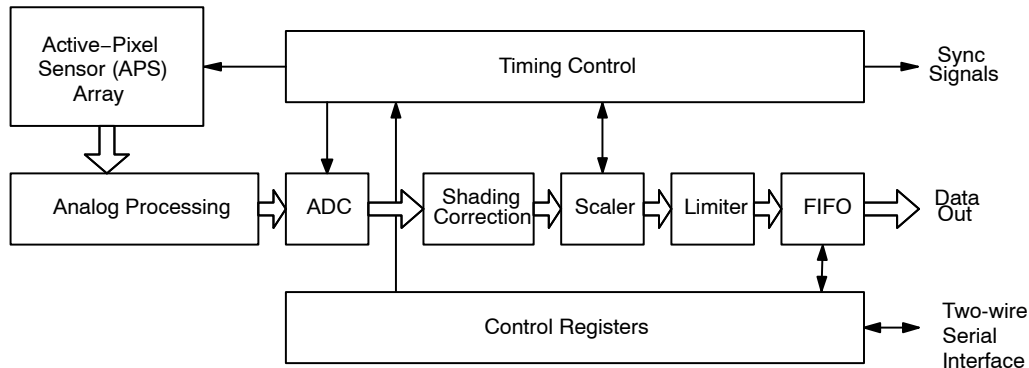 Active−Pixel
Sensor (APS)
Array
Timing Control
Sync
Signals
Analog Processing
ADC
Shading
Correction
Scaler
Limiter
FIFO
Data
Out
Control Registers
Two-wire
Serial
Interface